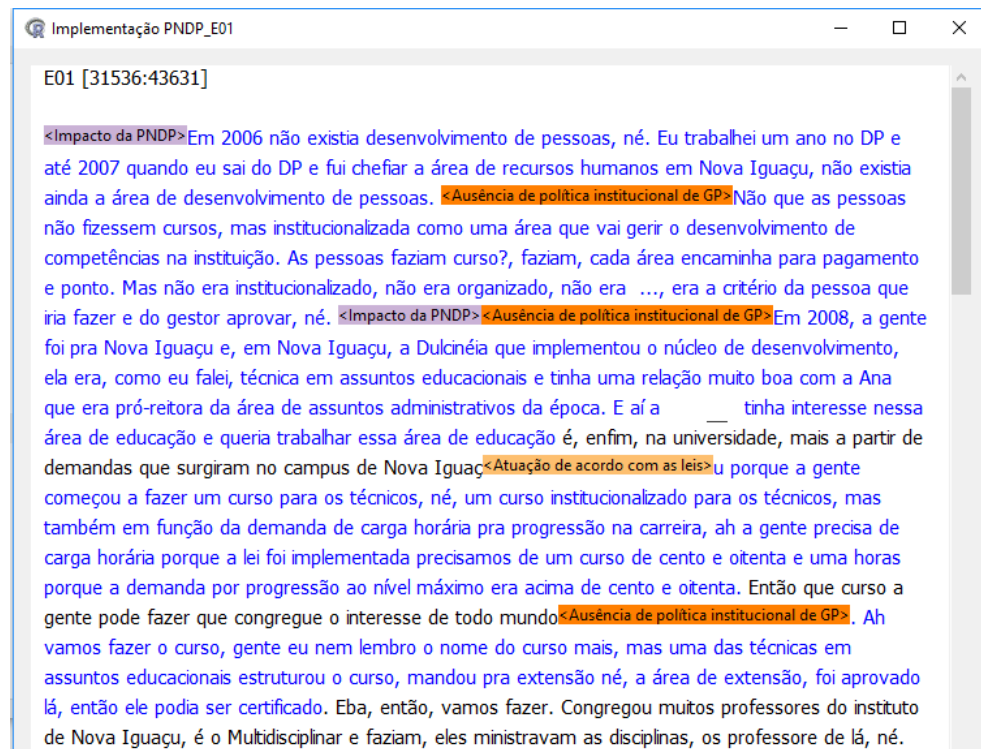 Implementação PNDP_E01
E01 [31536:43631]
<Impacto da PNDP>Em 2006 não existia desenvolvimento de pessoas, né. Eu trabalhei um ano no DP e
até 2007 quando eu sai do DP e fui chefiar a área de recursos humanos em Nova Iguaçu, não existia
ainda a área de desenvolvimento de pessoas. <Ausência de política institucional de GP>Não que as pessoas
não fizessem cursos, mas institucionalizada como uma área que vai gerir o desenvolvimento de
competências na instituição. As pessoas faziam curso?, faziam, cada área encaminha para pagamento
e ponto. Mas não era institucionalizado, não era organizado, não era ..., era a critério da pessoa que
iria fazer e do gestor aprovar, né. <Impacto da PNDP><Ausência de política institucional de GP>Em 2008, a gente
foi pra Nova Iguaçu e, em Nova Iguaçu, a Dulcinéia que implementou o núcleo de desenvolvimento,
ela era, como eu falei, técnica em assuntos educacionais e tinha uma relação muito boa com a Ana
que era pró-reitora da área de assuntos administrativos da época. E aí a __ tinha interesse nessa
área de educação e queria trabalhar essa área de educação é, enfim, na universidade, mais a partir de
demandas que surgiram no campus de Nova Iguaç<Atuação de acordo com as leis>u porque a gente
começou a fazer um curso para os técnicos, né, um curso institucionalizado para os técnicos, mas
também em função da demanda de carga horária pra progressão na carreira, ah a gente precisa de
carga horária porque a lei foi implementada precisamos de um curso de cento e oitenta e uma horas
porque a demanda por progressão ao nível máximo era acima de cento e oitenta. Então que curso a
gente pode fazer que congregue o interesse de todo mundo<Ausência de política institucional de GP>. Ah
vamos fazer o curso, gente eu nem lembro o nome do curso mais, mas uma das técnicas em
assuntos educacionais estruturou o curso, mandou pra extensão né, a área de extensão, foi aprovado
lá, então ele podia ser certificado. Eba, então, vamos fazer. Congregou muitos professores do instituto
de Nova Iguaçu, é o Multidisciplinar e faziam, eles ministravam as disciplinas, os professore de lá, né.